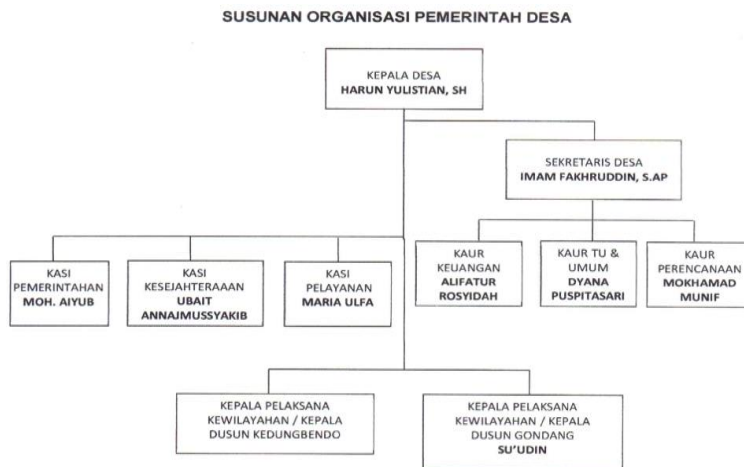 SUSUNAN ORGANISASI PEMERINTAH DESA
KEPALA DESA
HARUN YULISTIAN, SH
SEKRETARIS DESA
IMAM FAKHRUDDIN, S.AP
KASI
PEMERINTAHAN
MOH. AIYUB
KASI
KESEJAHTERAAAN
UBAIT
ANNAJMUSSYAKIB
KASI
PELAYANAN
MARIA ULFA
KAUR
KEUANGAN
ALIFATUR
ROSYIDAH
KAUR TU &
UMUM
DYANA
PUSPITASARI
KAUR
PERENCANAAN
MOKHAMAD
MUNIF
KEPALA PELAKSANA
KEWILAYAHAN / KEPALA
DUSUN KEDUNGBENDO
KEPALA PELAKSANA
KEWILAYAHAN / KEPALA
DUSUN GONDANG
SU'UDIN